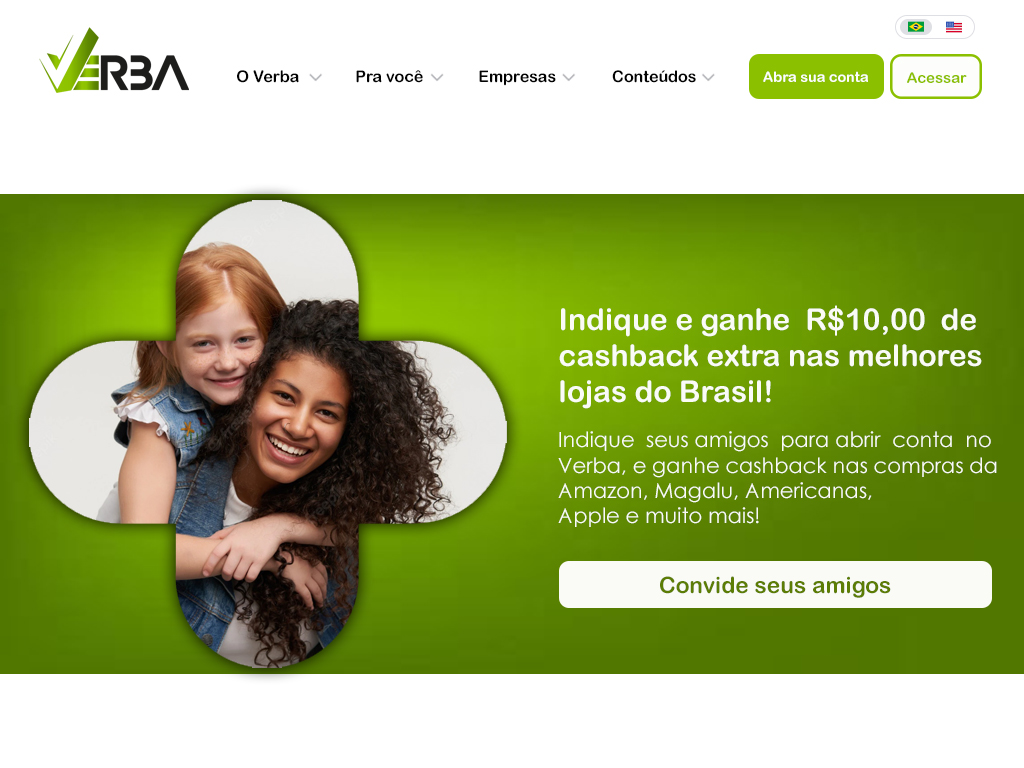 VERBA
O Verba
Pra você
Empresas
Conteúdos
Abra sua conta
Acessar
Indique e ganhe R$10,00 de
cashback extra nas melhores
lojas do Brasil!
Indique seus amigos para abrir conta no
Verba, e ganhe cashback nas compras da
Amazon, Magalu, Americanas,
Apple e muito mais!
Convide seus amigos